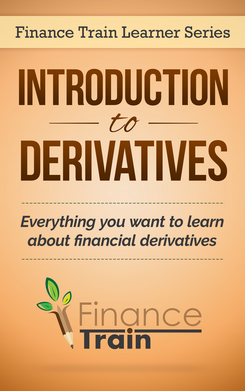 Finance Train Learner Series
INTRODUCTION
to
DERIVATIVES
Everything you want to learn
about financial derivatives
Finance
Train